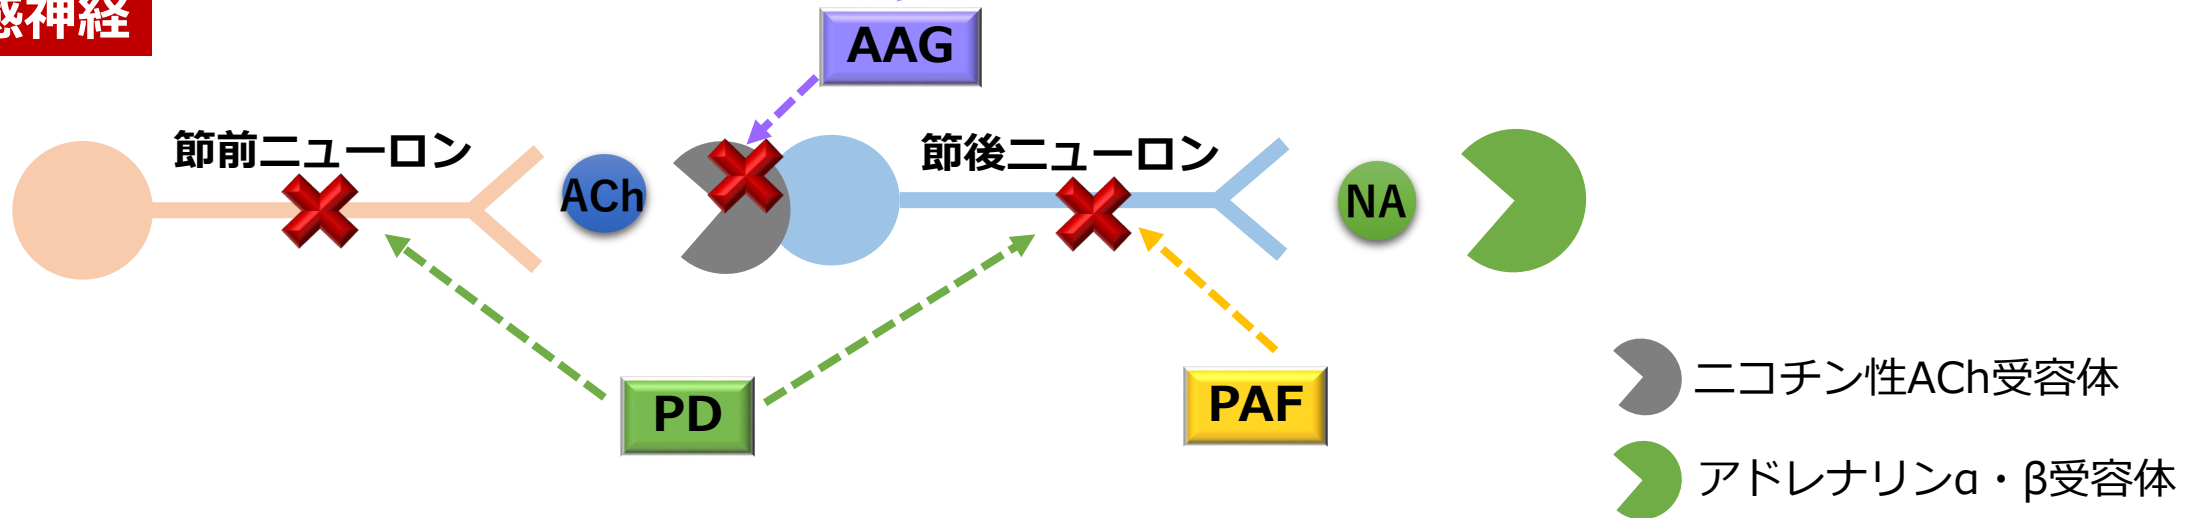 感神経
AAG
節前ニューロン
節後ニューロン
ACh
NA
PD
PAF
ニコチン性ACh受容体
アドレナリンα・β受容体